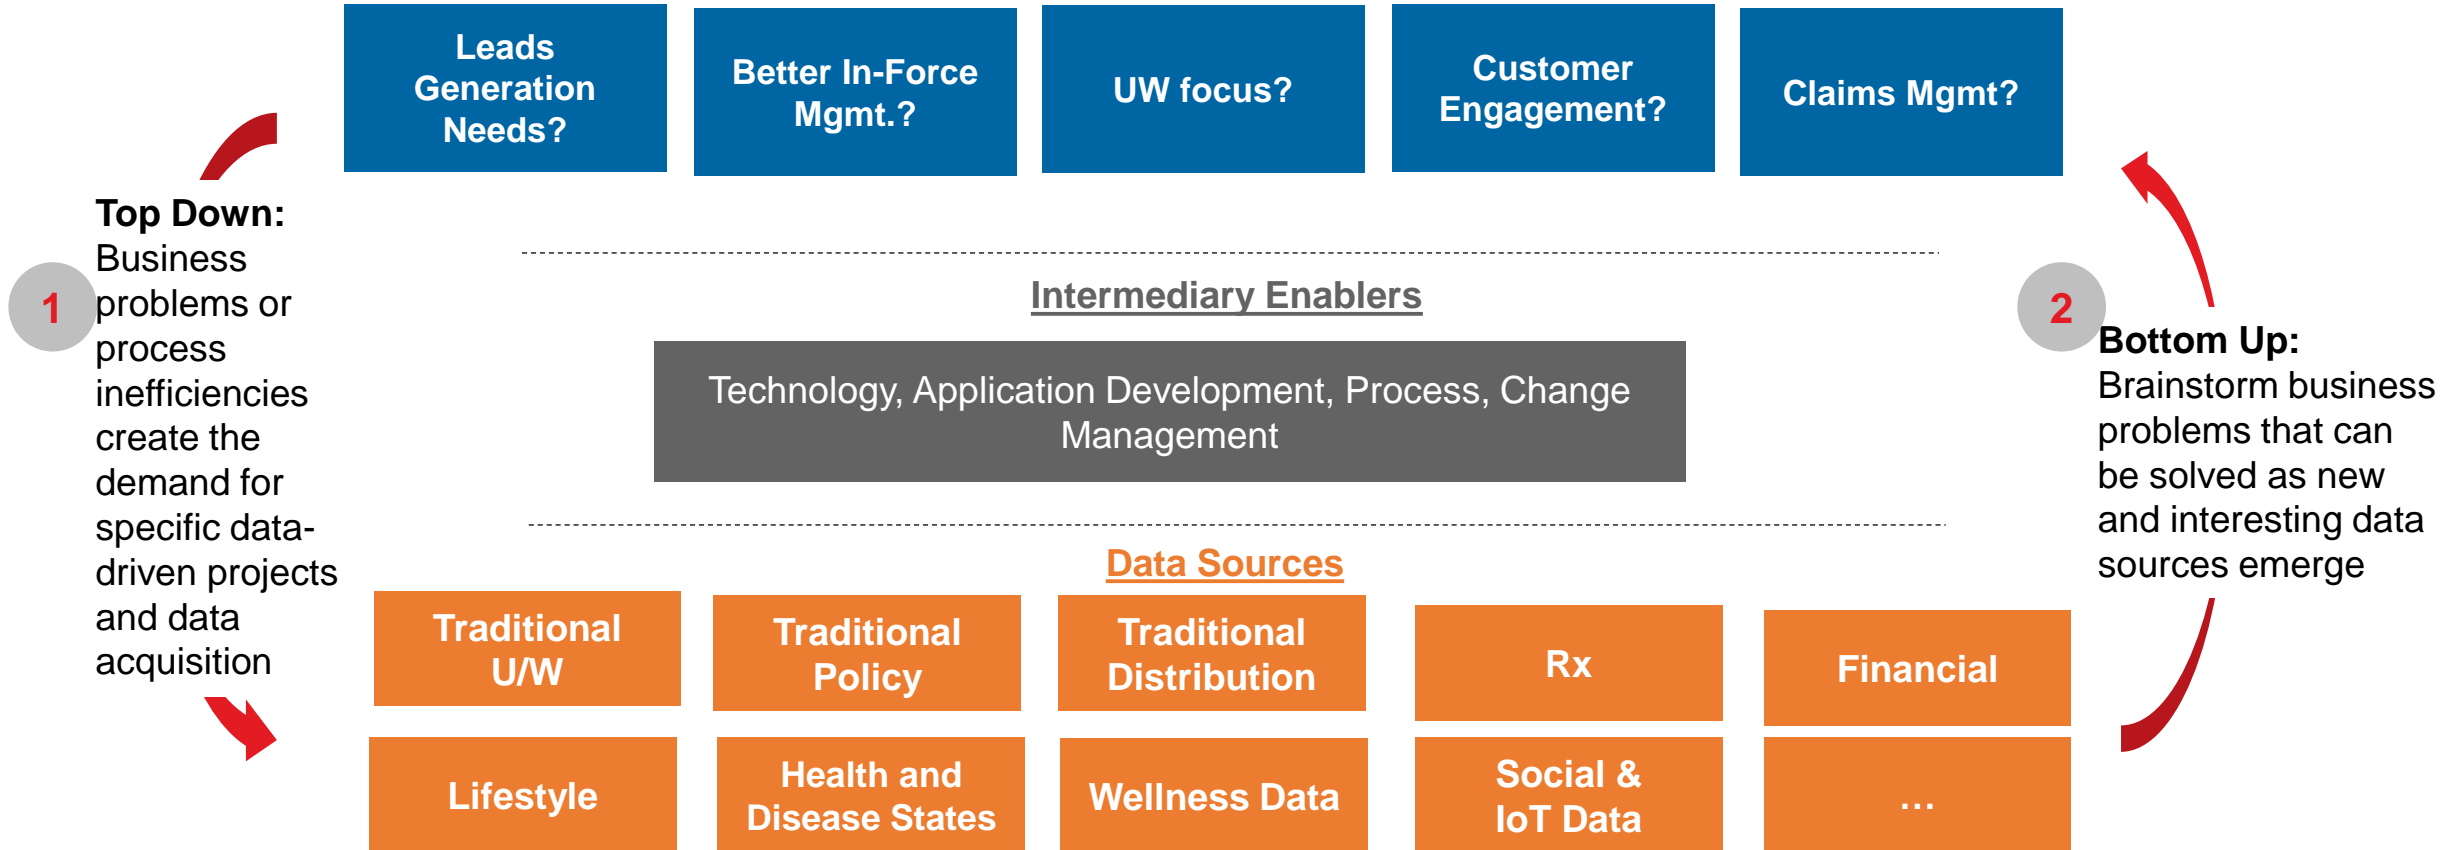 Leads
Generation
Needs?
Better In-Force
Mgmt.?
UW focus?
Customer
Engagement?
Claims Mgmt?
1
Top Down:
Business
problems or
process
inefficiencies
create the
demand for
specific data-
driven projects
and data
acquisition
Intermediary Enablers
Technology, Application Development, Process, Change
Management
2
Bottom Up:
Brainstorm business
problems that can
be solved as new
and interesting data
sources emerge
Data Sources
Traditional
U/W
Traditional
Policy
Traditional
Distribution
Rx
Financial
Lifestyle
Health and
Disease States
Wellness Data
Social &
IoT Data
...